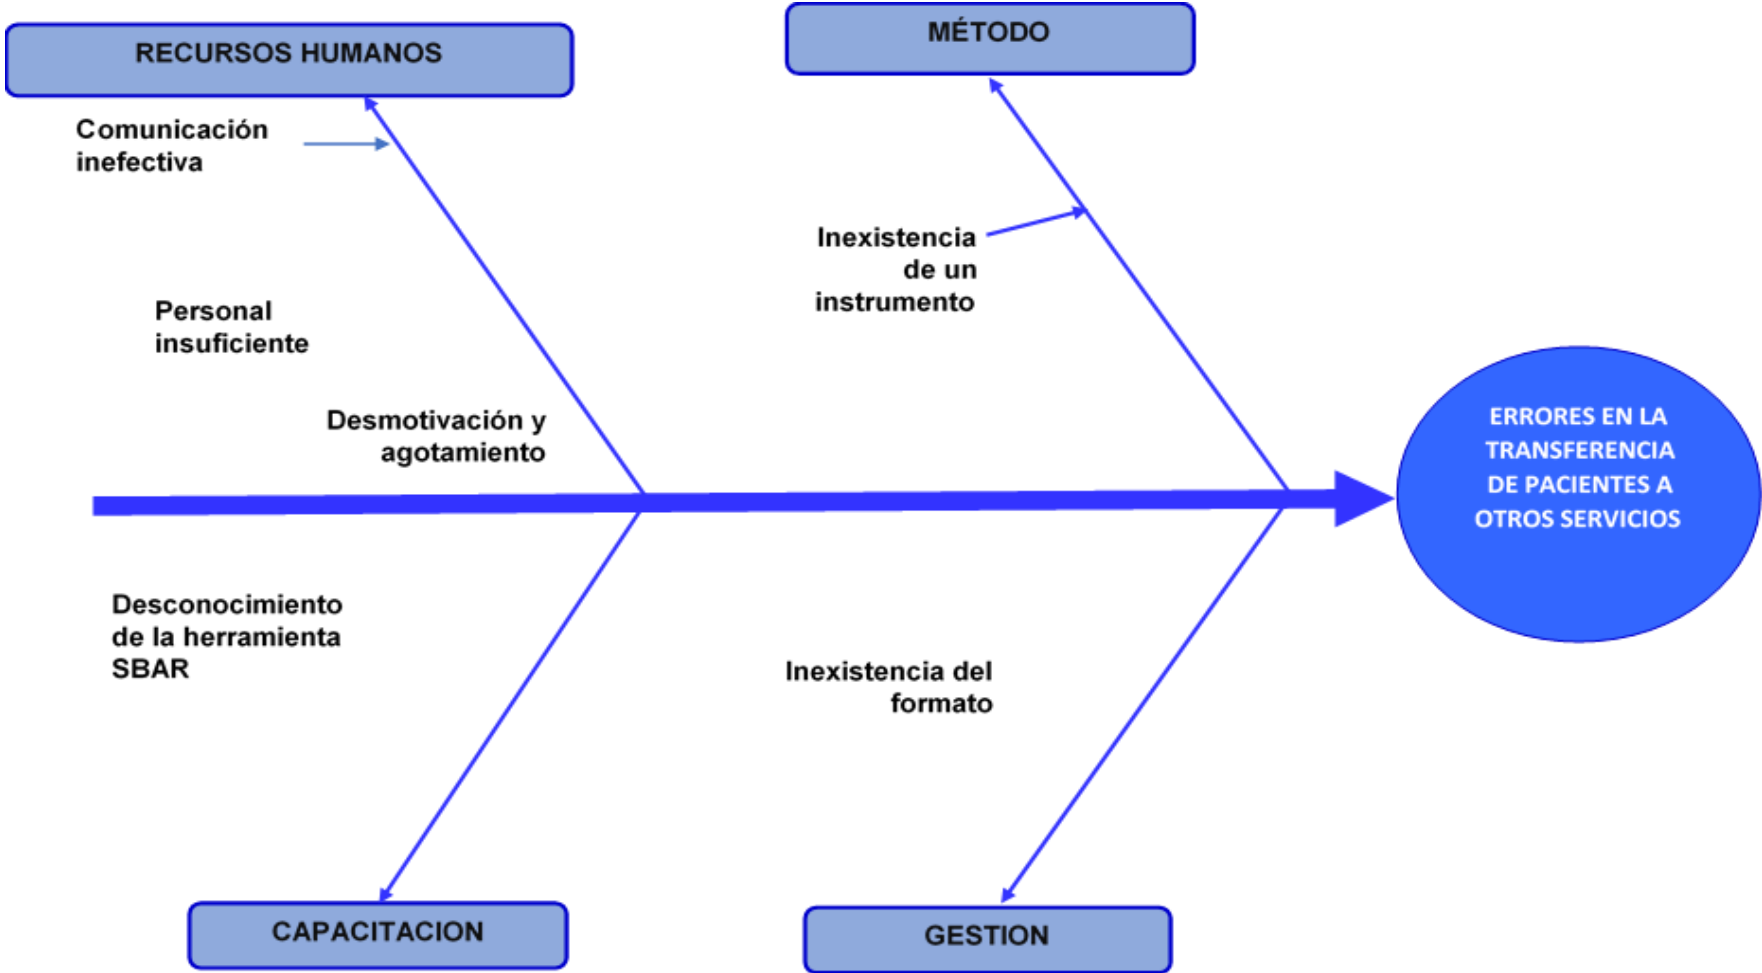 RECURSOS HUMANOS
MÉTODO
Comunicación
inefectiva
Inexistencia
de un
instrumento
Personal
insuficiente
Desmotivación y
agotamiento
ERRORES EN LA
TRANSFERENCIA
DE PACIENTES A
OTROS SERVICIOS
Desconocimiento
de la herramienta
SBAR
Inexistencia del
formato
CAPACITACION
GESTION